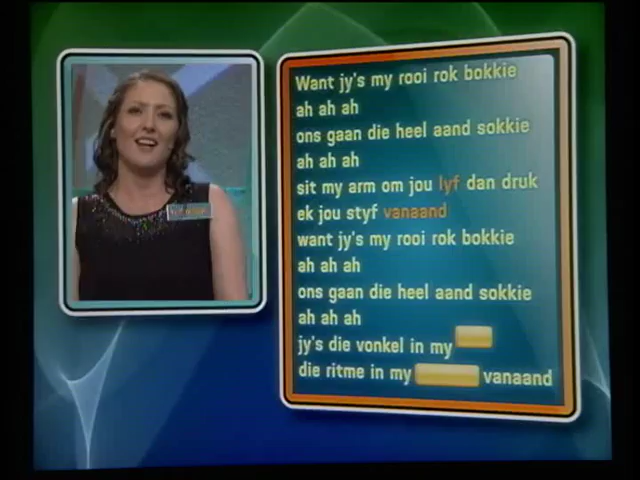 Want jy's my rooi rok bokkie
ah ah ah
ons gaan die heel aand sokkie
ah ah ah
sit my arm om jou lyf dan druk
ek jou styf vanaand
want jy's my rooi rok bokkie
ah ah ah
ons gaan die heel aand sokkie
ah ah ah
jy's die vonkel in my
die ritme in my vanaand